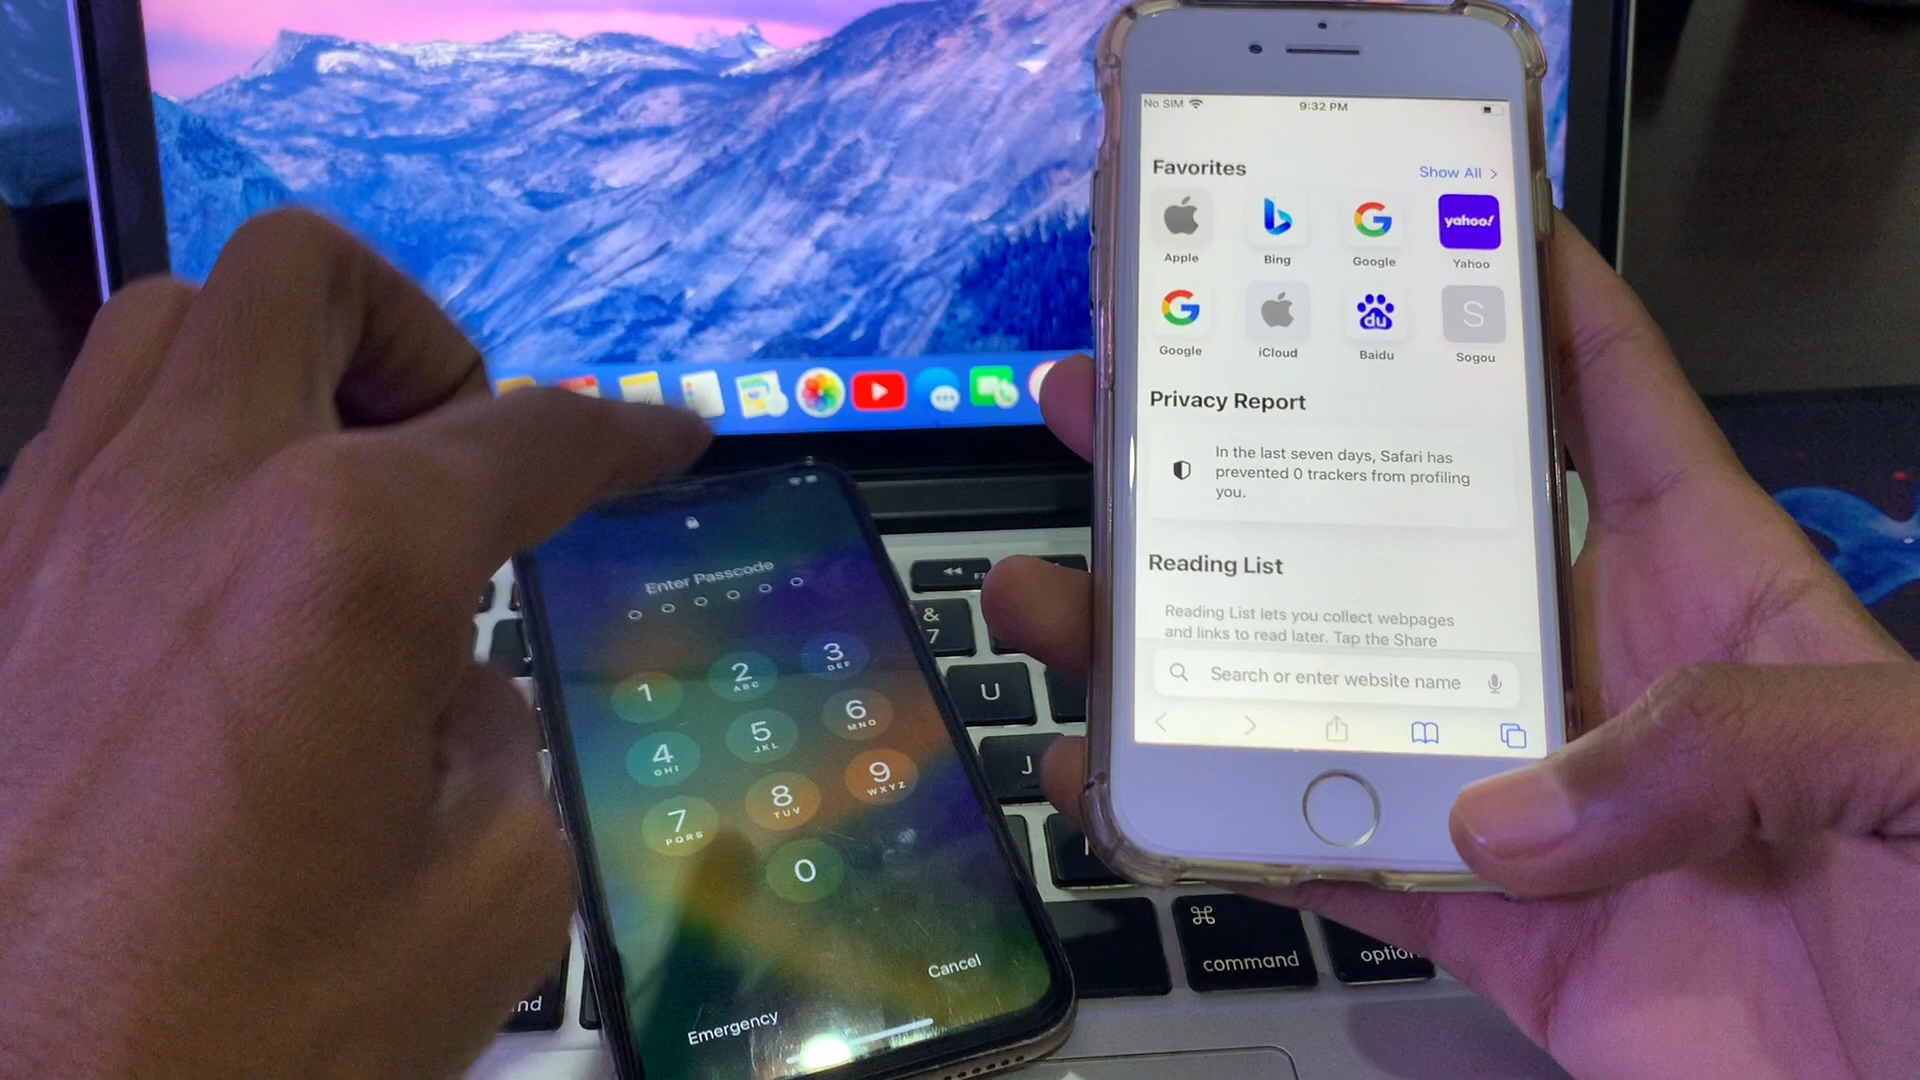 No SIM
9:32 PM
Favorites
Show All >
yahoo!
Apple
Bing
Google
Yahoo
du
S
Google
iCloud
Baidu
Sogou
Privacy Report
In the last seven days, Safari has
prevented 0 trackers from profiling
you.
Reading List
Reading List lets you collect webpages
and links to read later. Tap the Share
Search or enter website name
Enter Passcode
1
2
ABC
3
DEF
4
GHI
5
JKL
6
MNO
7
PQRS
8
TUV
9
WXYZ
0
Cancel
Emergency
F7
&
7
U
J
⌘
command
option
nd